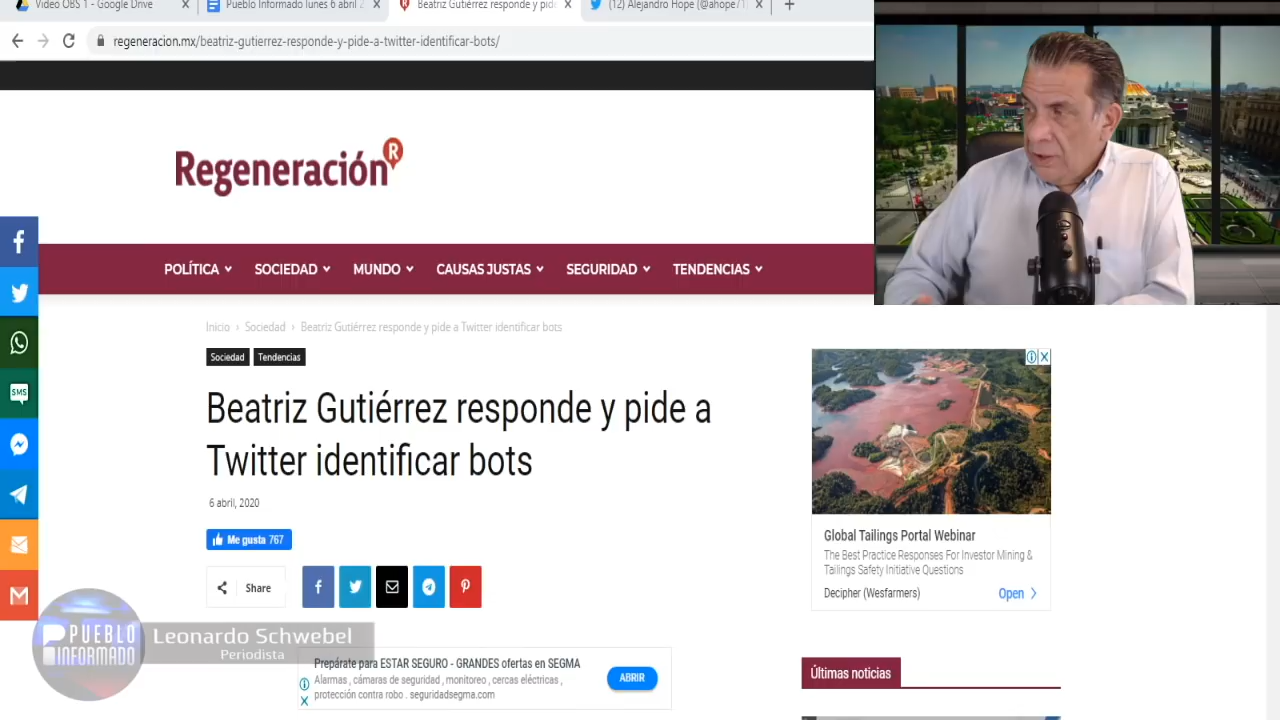 Video OBS 1 - Google Drive
Pueblo Informado lunes 6 abril 2
Beatriz Gutiérrez responde y pide
(12) Alejandro Hope (@ahope71
regeneracion.mx/beatriz-gutierrez-responde-y-pide-a-twitter-identificar-bots/
Regeneración R
POLÍTICA SOCIEDAD MUNDO CAUSAS JUSTAS SEGURIDAD TENDENCIAS
Inicio › Sociedad › Beatriz Gutiérrez responde y pide a Twitter identificar bots
Sociedad Tendencias
Beatriz Gutiérrez responde y pide a
Twitter identificar bots
6 abril, 2020
Me gusta 767
Share
SMS
Global Tailings Portal Webinar
The Best Practice Responses For Investor Mining &
Tailings Safety Initiative Questions
Decipher (Wesfarmers)
Open
PUEBLO
INFORMADO
Leonardo Schwebel
Periodista
Prepárate para ESTAR SEGURO - GRANDES ofertas en SEGMA
Alarmas , cámaras de seguridad , monitoreo , cercas eléctricas ,
protección contra robo . seguridadsegma.com
ABRIR
Últimas noticias